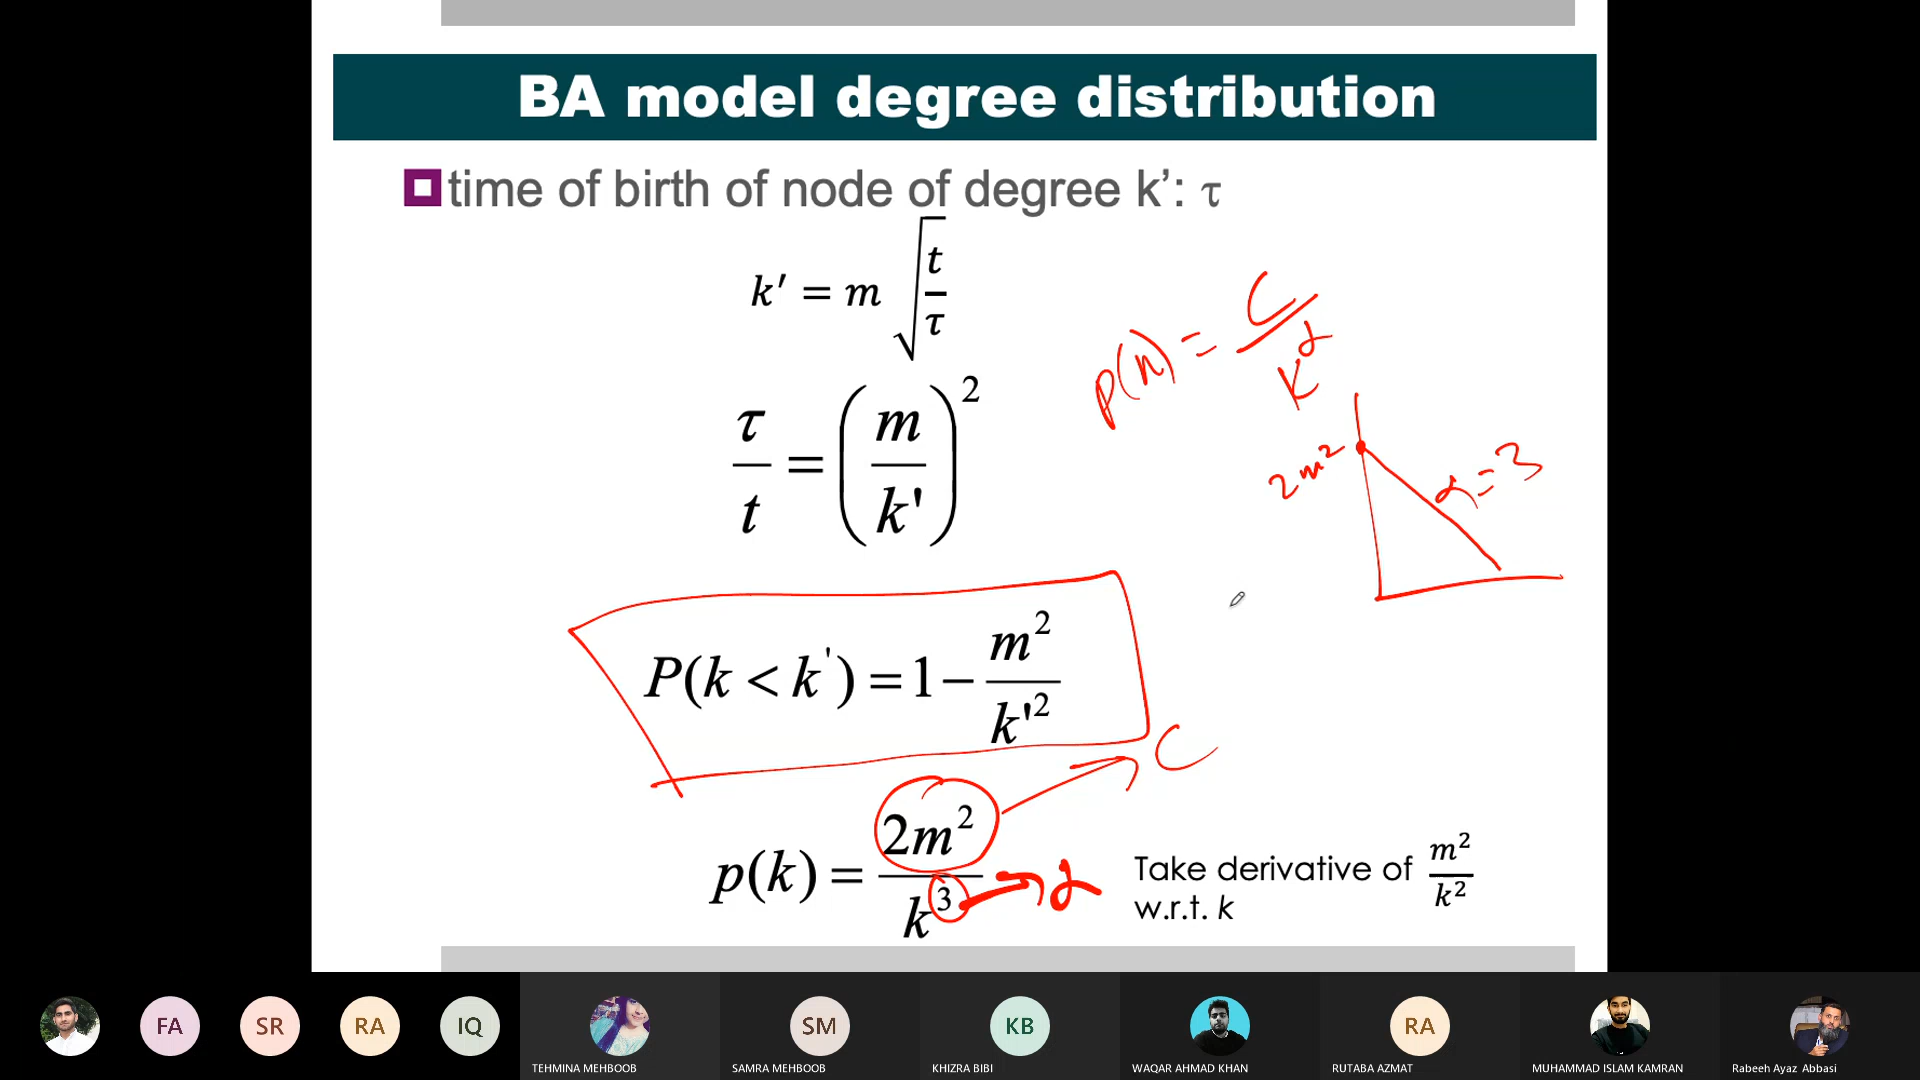 BA model degree distribution
time of birth of node of degree k’: τ
k′ = m √(t/τ)
τ/t = (m/k')²
P(k < k') = 1 − m²/k'²
p(k) = 2m²/k³
Take derivative of m²/k²
w.r.t. k
p(k) = C/K^α
2m²
α = 3
C
α
FA
SR
RA
IQ
SM
KB
RA
TEHMINA MEHBOOB
SAMRA MEHBOOB
KHIZRA BIBI
WAQAR AHMAD KHAN
RUTABA AZMAT
MUHAMMAD ISLAM KAMRAN
Rabeeh Ayaz Abbasi